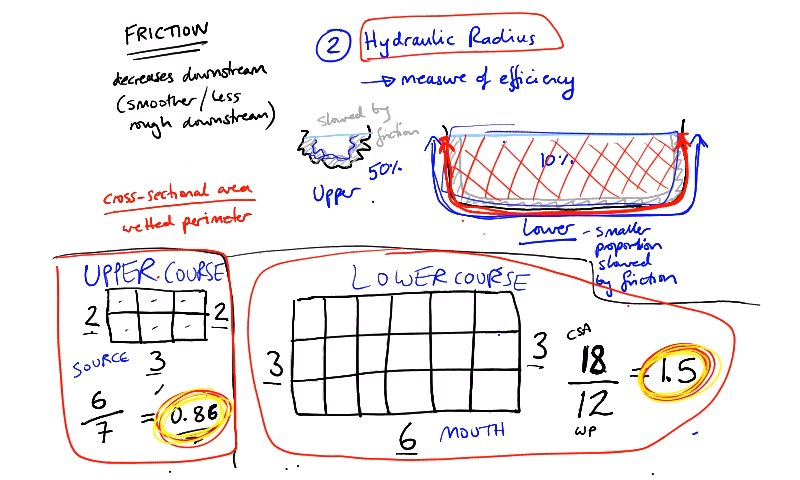 FRICTION
decreases downstream
(smoother/less
rough downstream)
2 Hydraulic Radius
→ measure of efficiency
slowed by
friction
50%
Upper
10%
Lower - smaller
proportion
slowed
by friction
cross-sectional area
wetted perimeter
UPPER COURSE
2 2
SOURCE 3
6
7
= 0.86
LOWER COURSE
3 3
6 MOUTH
CSA
18
12
WP
= 1.5